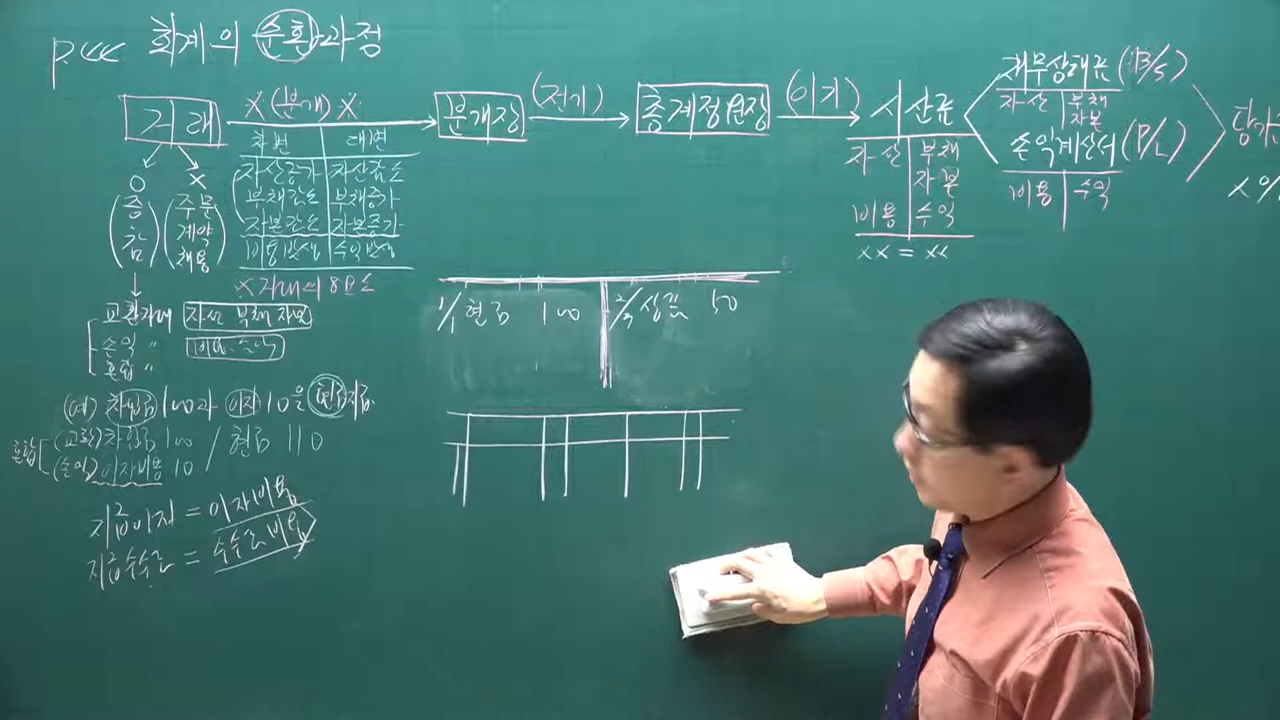 P.<< 회계의 순환과정
거래 ※(분개)※ 분개장 (전기) 총계정원장 (이기) 시산표
차변 대변
자산증가 자산감소
부채감소 부채증가
자본감소 자본증가
비용발생 수익발생
※거래의 8요소
○ ×
(증 감) (주문 계약 채용)
교환거래 자산 부채 자본
손익 〃 비용 수익
혼합 〃
(예) 차입금 100과 이자 10을 현금지급.
혼합 (교환) 차입금 100 / 현금 110
(손익) 이자비용 10
지급이자 = 이자비용
지급수수료 = 수수료비용
1/1 현금 100 2/3 상품 50
자산 부채
자본
비용 수익
×× = ××
재무상태표 (B/S)
자산 부채
자본
손익계산서 (P/L)
비용 수익